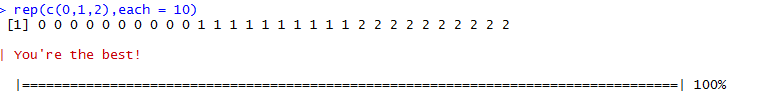 > rep(c(0,1,2),each = 10)
[1] 0 0 0 0 0 0 0 0 0 0 1 1 1 1 1 1 1 1 1 1 2 2 2 2 2 2 2 2 2 2
| You're the best!
|==================================================================================| 100%